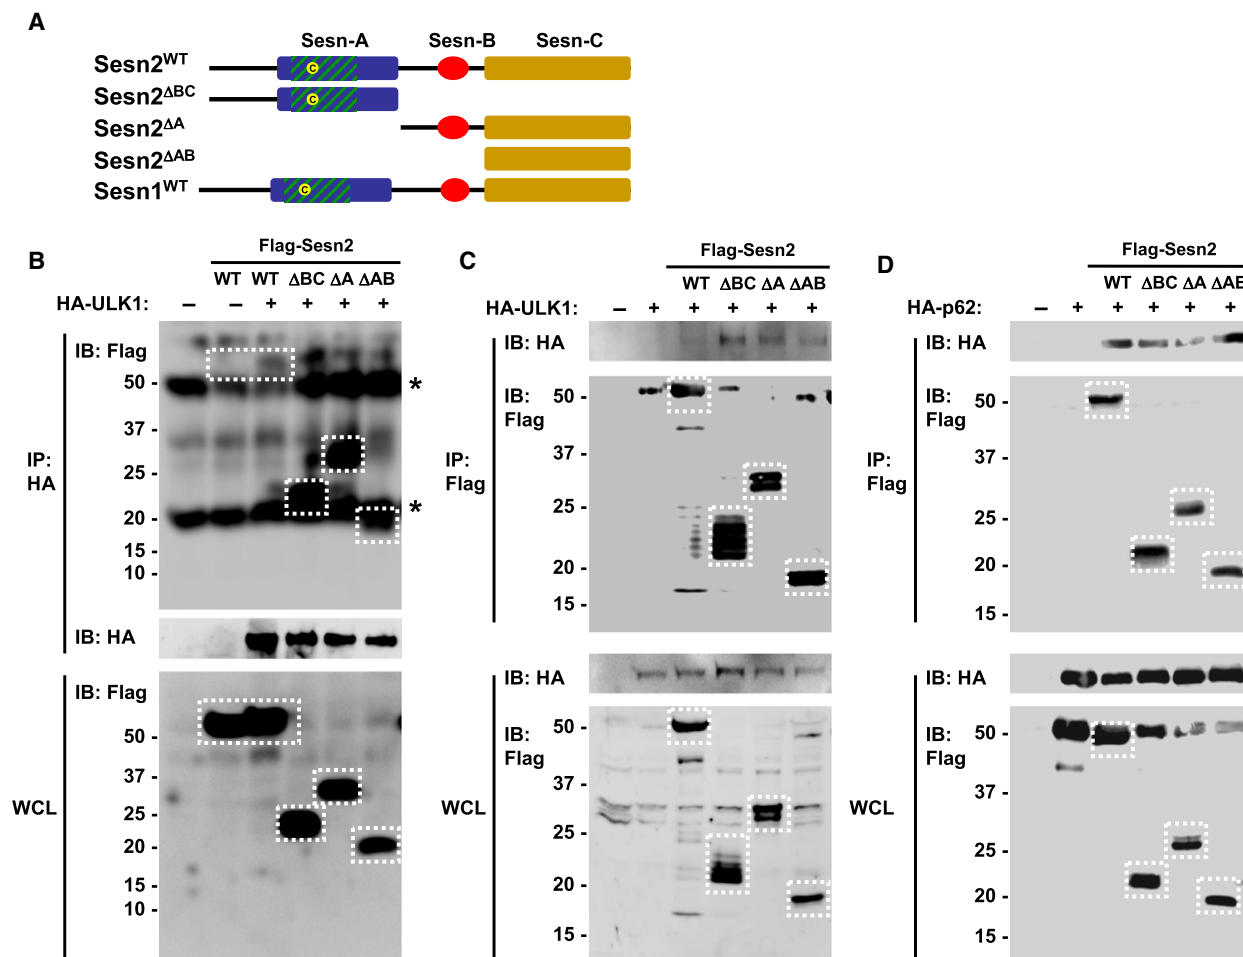 A
Sesn-A Sesn-B Sesn-C
Sesn2WT
C
Sesn2ΔBC
C
Sesn2ΔA
Sesn2ΔAB
Sesn1WT
C
B
Flag-Sesn2
WT WT ΔBC ΔA ΔAB
HA-ULK1: – – + + + +
IP: HA
IB: Flag
50 -
37 -
25 -
20 -
15 -
10 -
*
*
IB: HA
WCL
IB: Flag
50 -
37 -
25 -
20 -
15 -
10 -
C
Flag-Sesn2
WT ΔBC ΔA ΔAB
HA-ULK1: – + + + + +
IP: Flag
IB: HA
IB: Flag
50 -
37 -
25 -
20 -
15 -
WCL
IB: HA
IB: Flag
50 -
37 -
25 -
20 -
15 -
D
Flag-Sesn2
WT ΔBC ΔA ΔAB
HA-p62: – + + + + +
IP: Flag
IB: HA
IB: Flag
50 -
37 -
25 -
20 -
15 -
WCL
IB: HA
IB: Flag
50 -
37 -
25 -
20 -
15 -